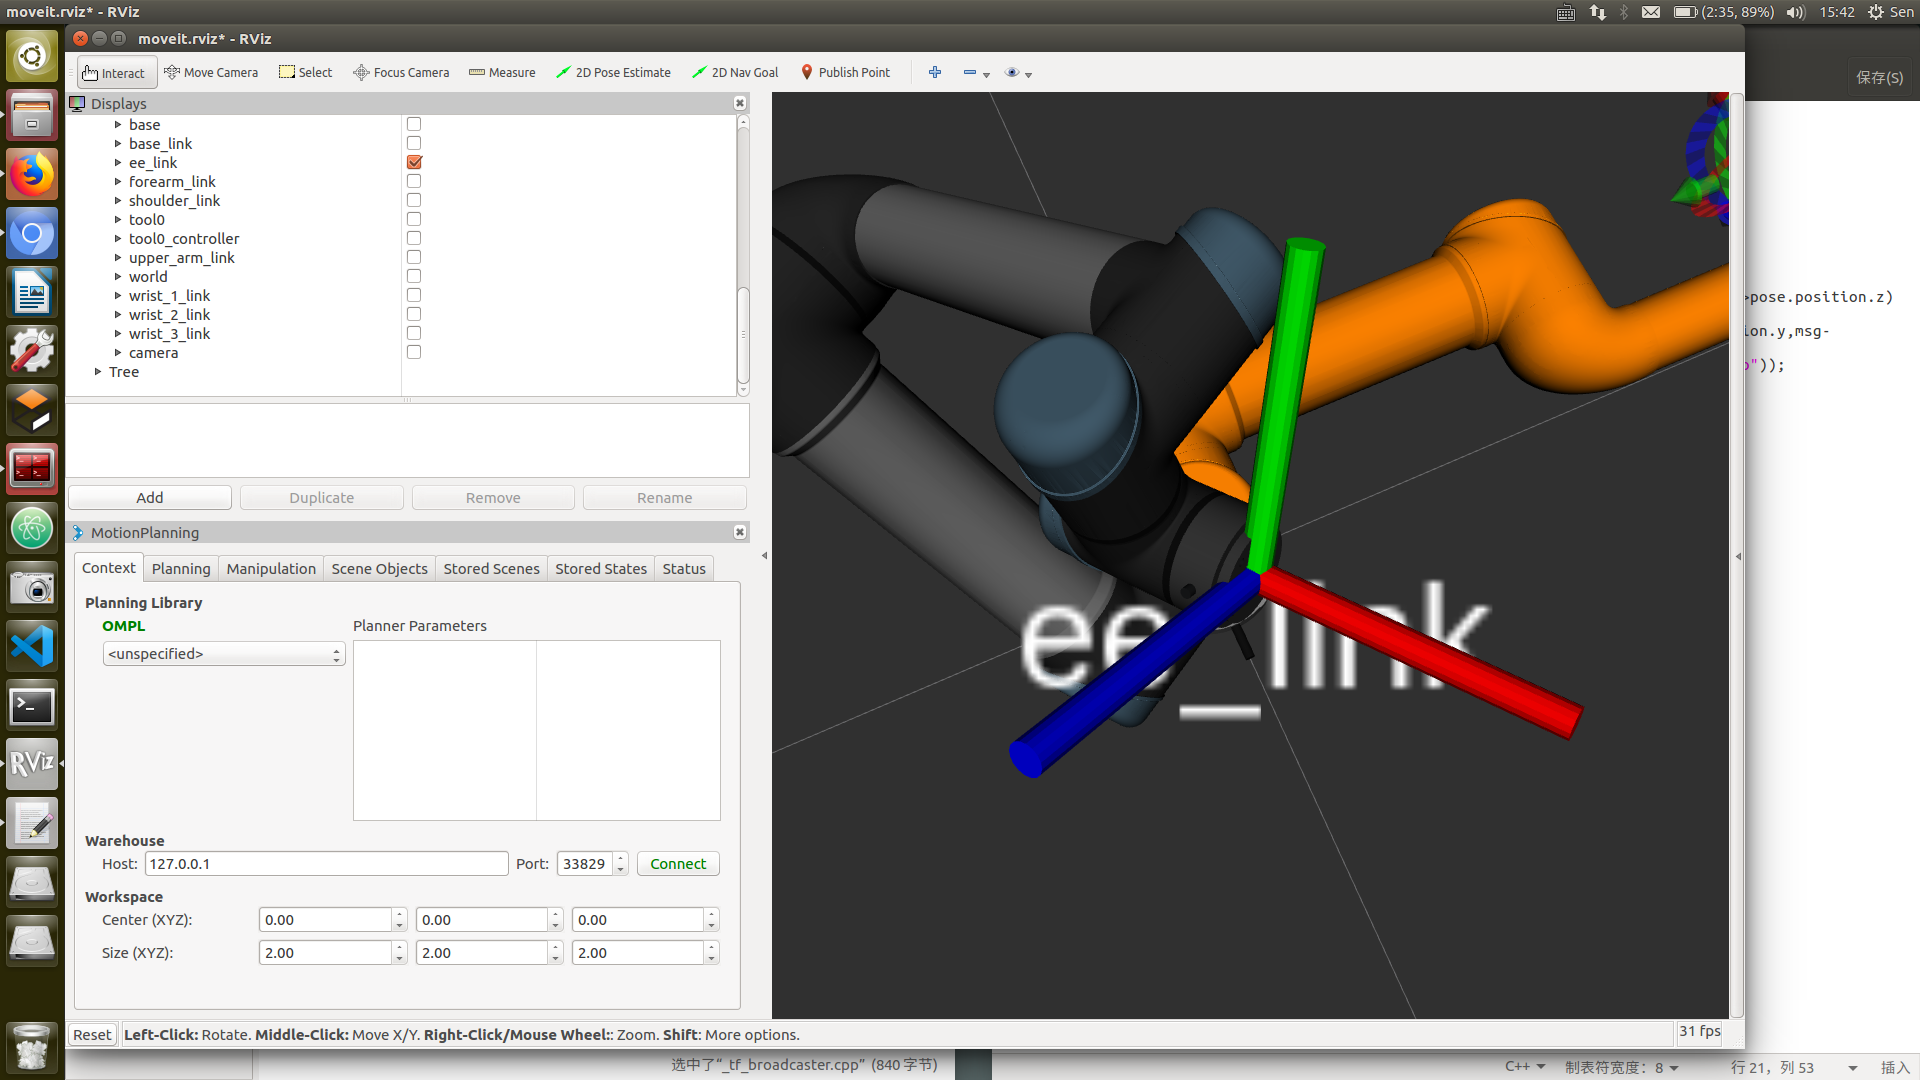 moveit.rviz* - RViz
(2:35, 89%)
15:42
Sen
moveit.rviz* - RViz
Interact
Move Camera
Select
Focus Camera
Measure
2D Pose Estimate
2D Nav Goal
Publish Point
保存(S)
Displays
base
base_link
ee_link
forearm_link
shoulder_link
tool0
tool0_controller
upper_arm_link
world
wrist_1_link
wrist_2_link
wrist_3_link
camera
Tree
>pose.position.z)
ion.y,msg-
"));
Add
Duplicate
Remove
Rename
MotionPlanning
Context
Planning
Manipulation
Scene Objects
Stored Scenes
Stored States
Status
Planning Library
OMPL
Planner Parameters
<unspecified>
ee_link
Warehouse
Host:
127.0.0.1
Port:
33829
Connect
Workspace
Center (XYZ):
0.00
0.00
0.00
Size (XYZ):
2.00
2.00
2.00
RViz
Reset
Left-Click: Rotate. Middle-Click: Move X/Y. Right-Click/Mouse Wheel:: Zoom. Shift: More options.
31 fps
选中了“_tf_broadcaster.cpp” (840 字节)
C++
制表符宽度: 8
行 21, 列 53
插入